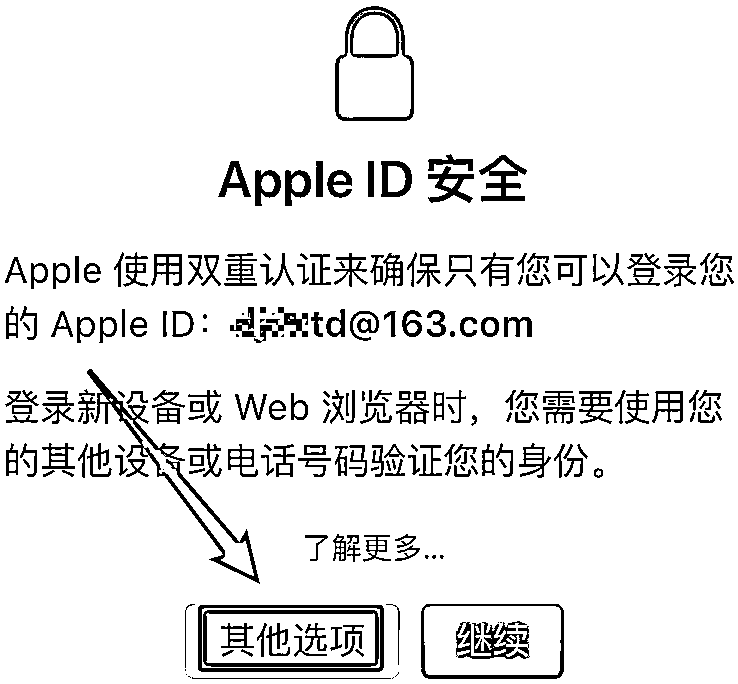 Apple ID 安全
Apple 使用双重认证来确保只有您可以登录您
的 Apple ID：td@163.com
登录新设备或 Web 浏览器时，您需要使用您
的其他设备或电话号码验证您的身份。
了解更多...
其他选项
继续